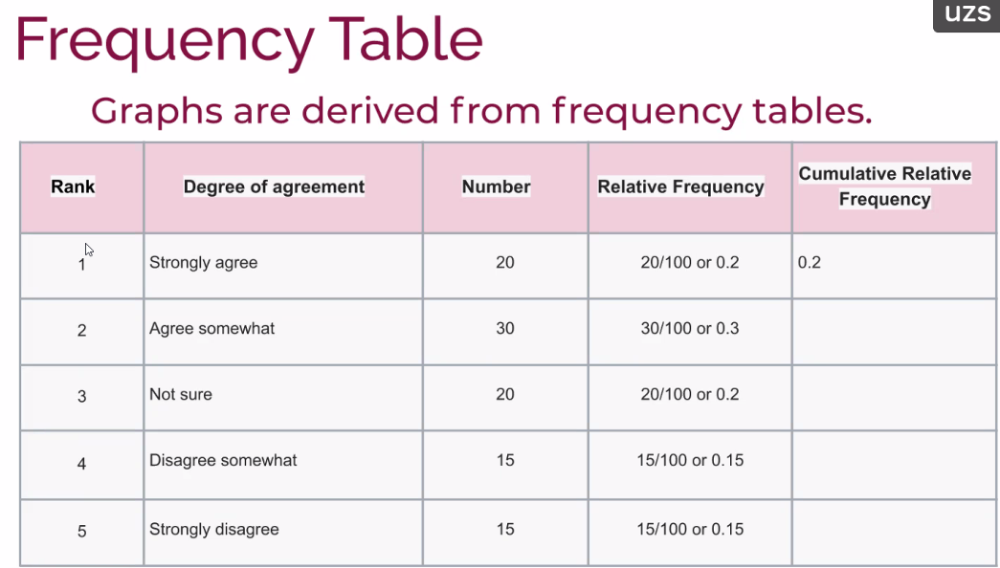 uzs
Frequency Table
Graphs are derived from frequency tables.
Rank Degree of agreement Number Relative Frequency Cumulative Relative Frequency
1 Strongly agree 20 20/100 or 0.2 0.2
2 Agree somewhat 30 30/100 or 0.3
3 Not sure 20 20/100 or 0.2
4 Disagree somewhat 15 15/100 or 0.15
5 Strongly disagree 15 15/100 or 0.15